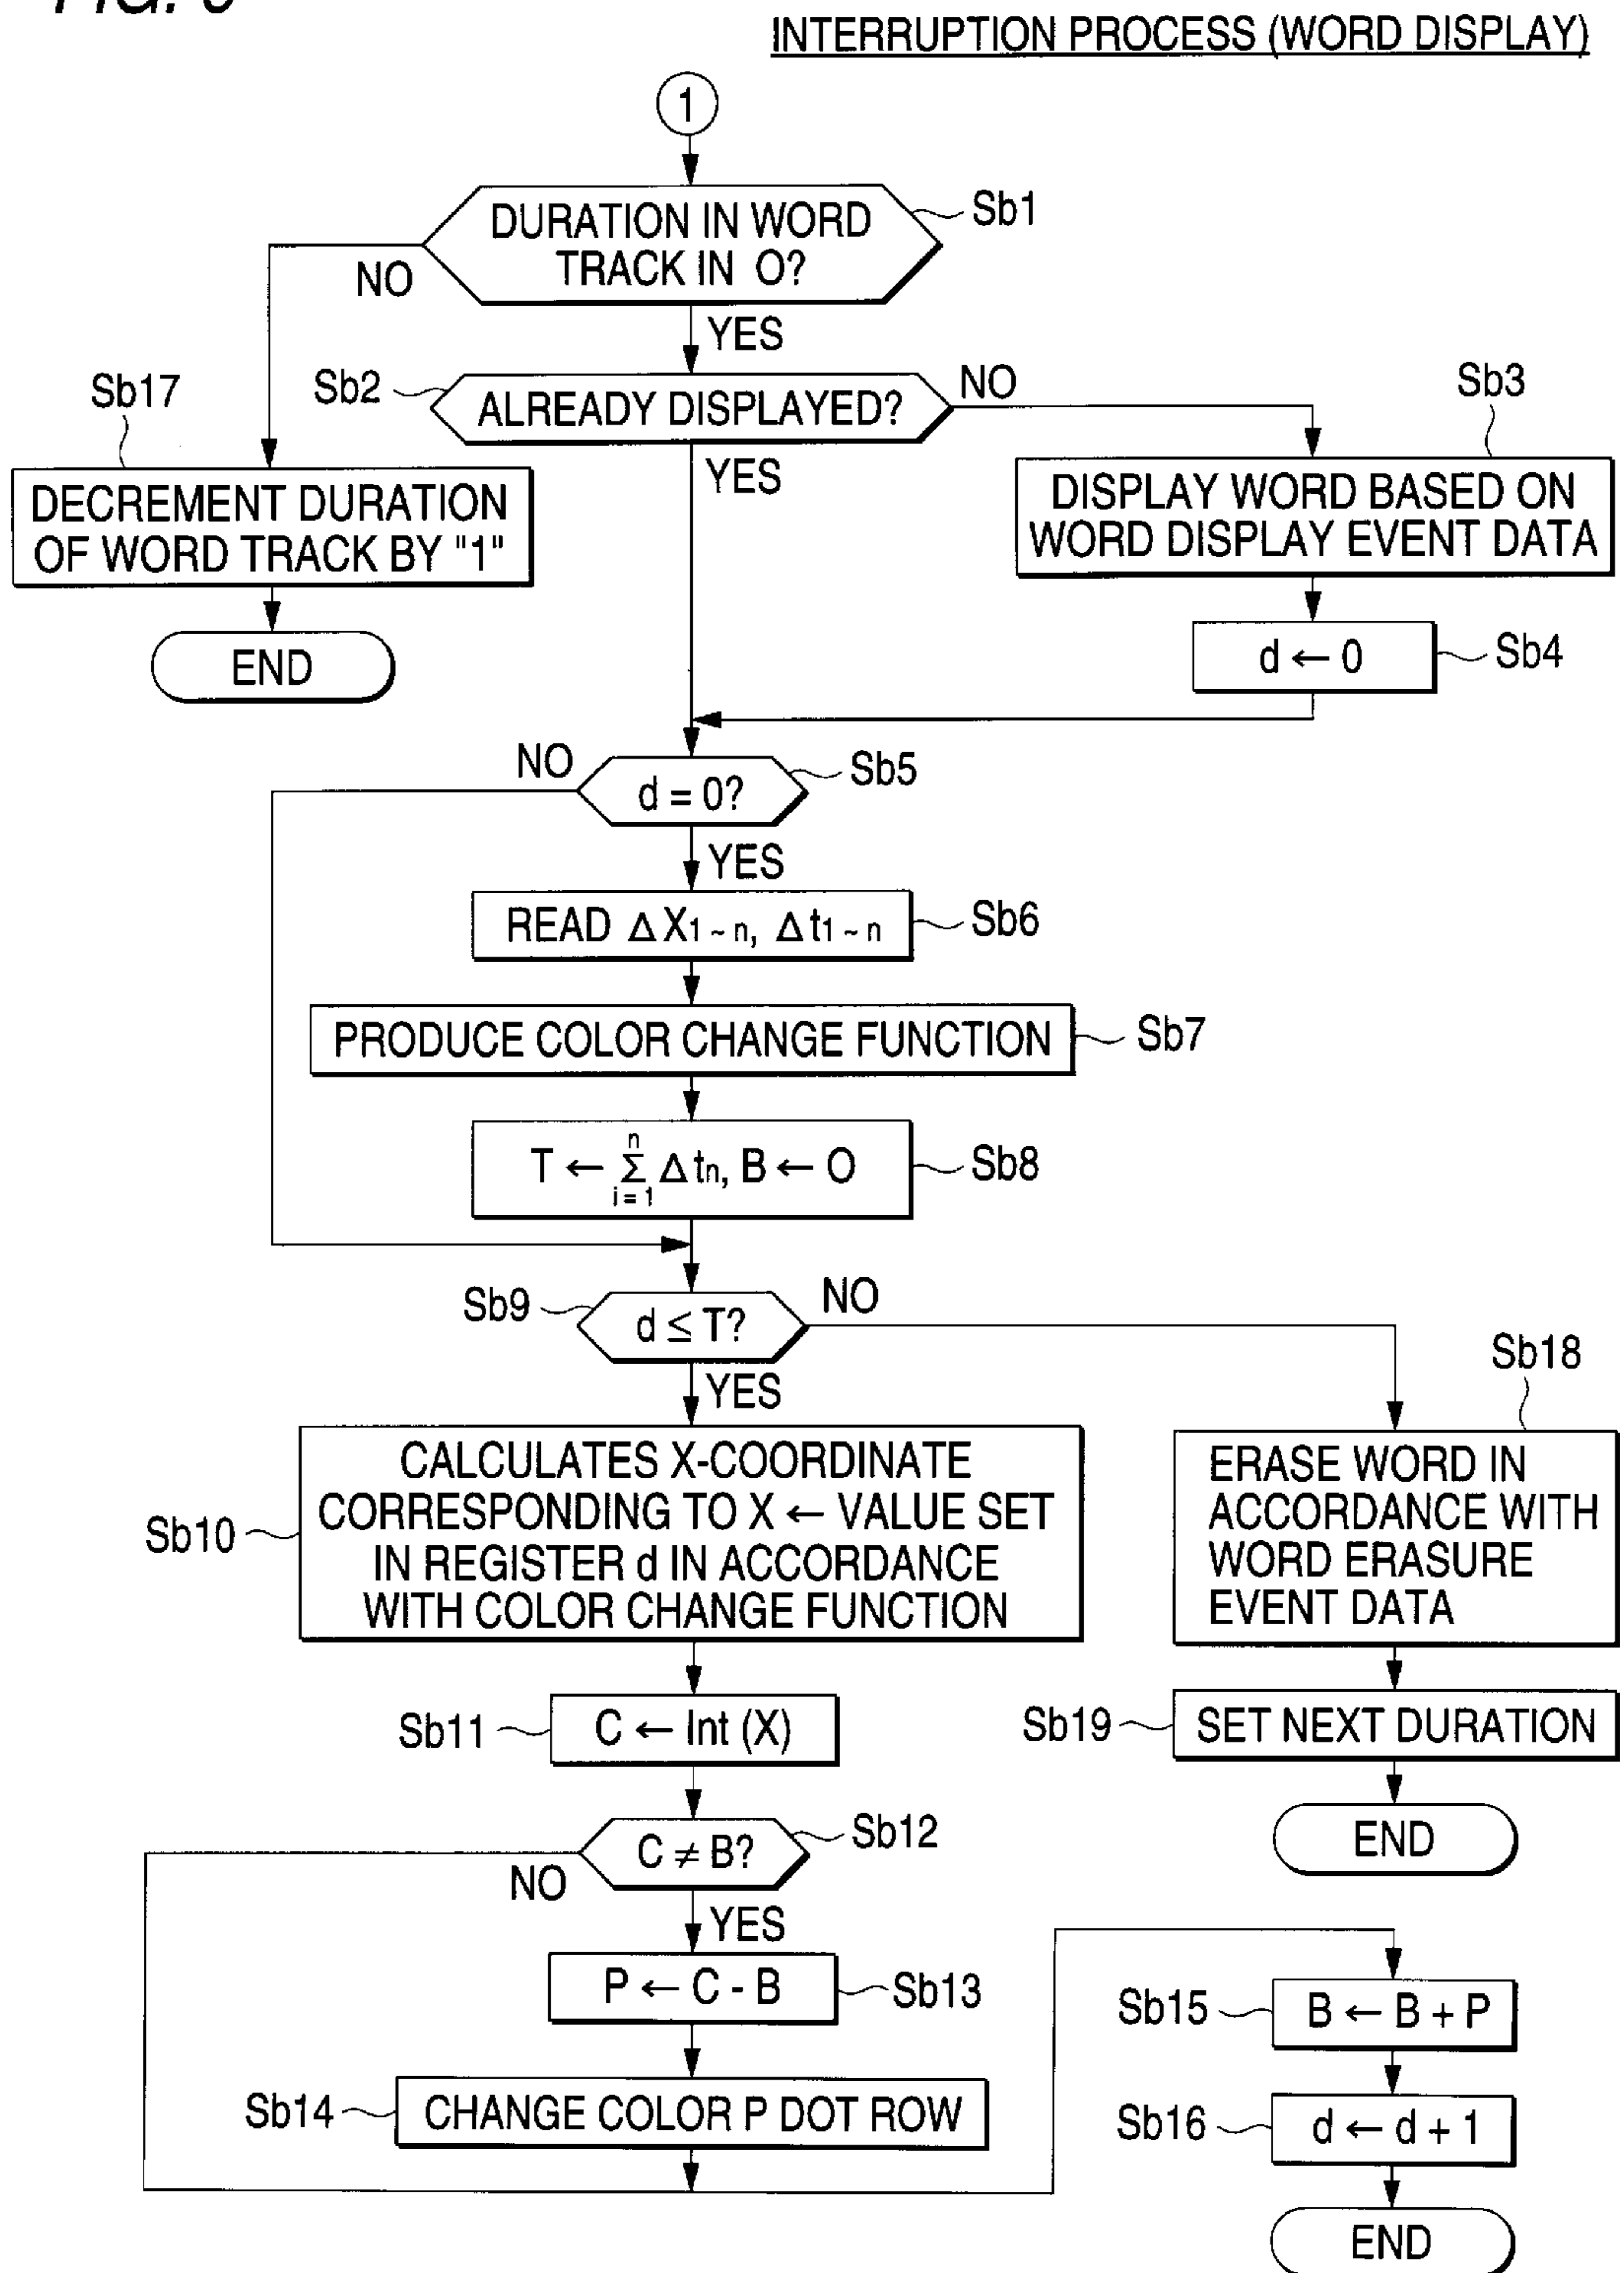 INTERRUPTION PROCESS (WORD DISPLAY)
1
DURATION IN WORD
TRACK IN O?
Sb1
NO
YES
Sb17
Sb2
ALREADY DISPLAYED?
NO
Sb3
YES
DECREMENT DURATION
OF WORD TRACK BY "1"
DISPLAY WORD BASED ON
WORD DISPLAY EVENT DATA
END
d ← 0
Sb4
NO
d = 0?
Sb5
YES
READ ΔX1~n, Δt1~n
Sb6
PRODUCE COLOR CHANGE FUNCTION
Sb7
n
T ← Σ Δtn, B ← O
i = 1
Sb8
Sb9
d ≤ T?
NO
YES
Sb18
CALCULATES X-COORDINATE
CORRESPONDING TO X ← VALUE SET
IN REGISTER d IN ACCORDANCE
WITH COLOR CHANGE FUNCTION
Sb10
ERASE WORD IN
ACCORDANCE WITH
WORD ERASURE
EVENT DATA
Sb11
C ← Int (X)
Sb19
SET NEXT DURATION
END
C ≠ B?
Sb12
NO
YES
P ← C - B
Sb13
Sb15
B ← B + P
Sb14
CHANGE COLOR P DOT ROW
Sb16
d ← d + 1
END